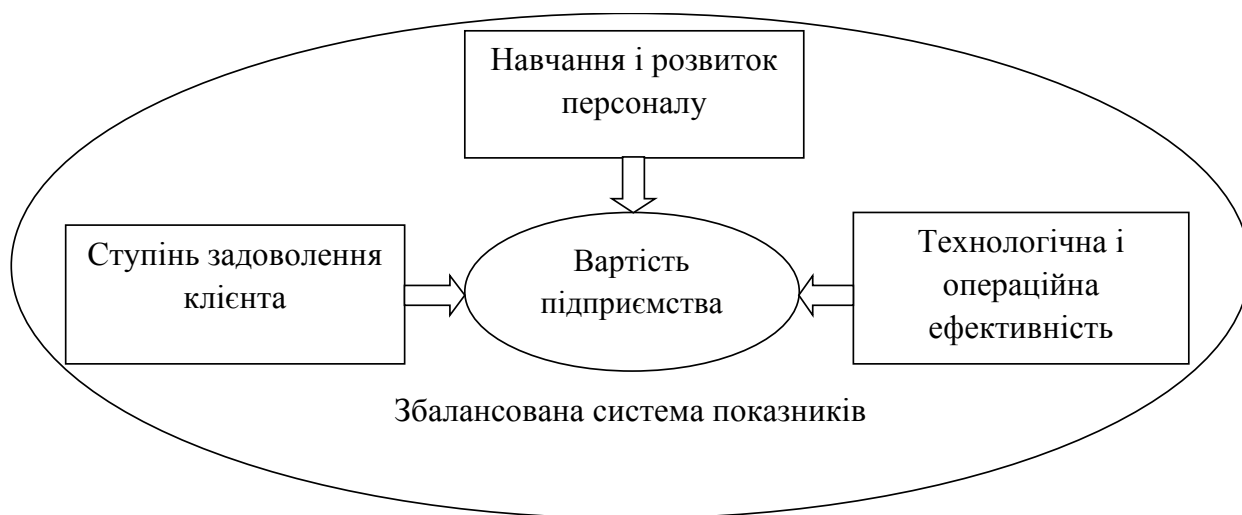 Навчання і розвиток
персоналу
Ступінь задоволення
клієнта
Вартість
підприємства
Технологічна і
операційна
ефективність
Збалансована система показників